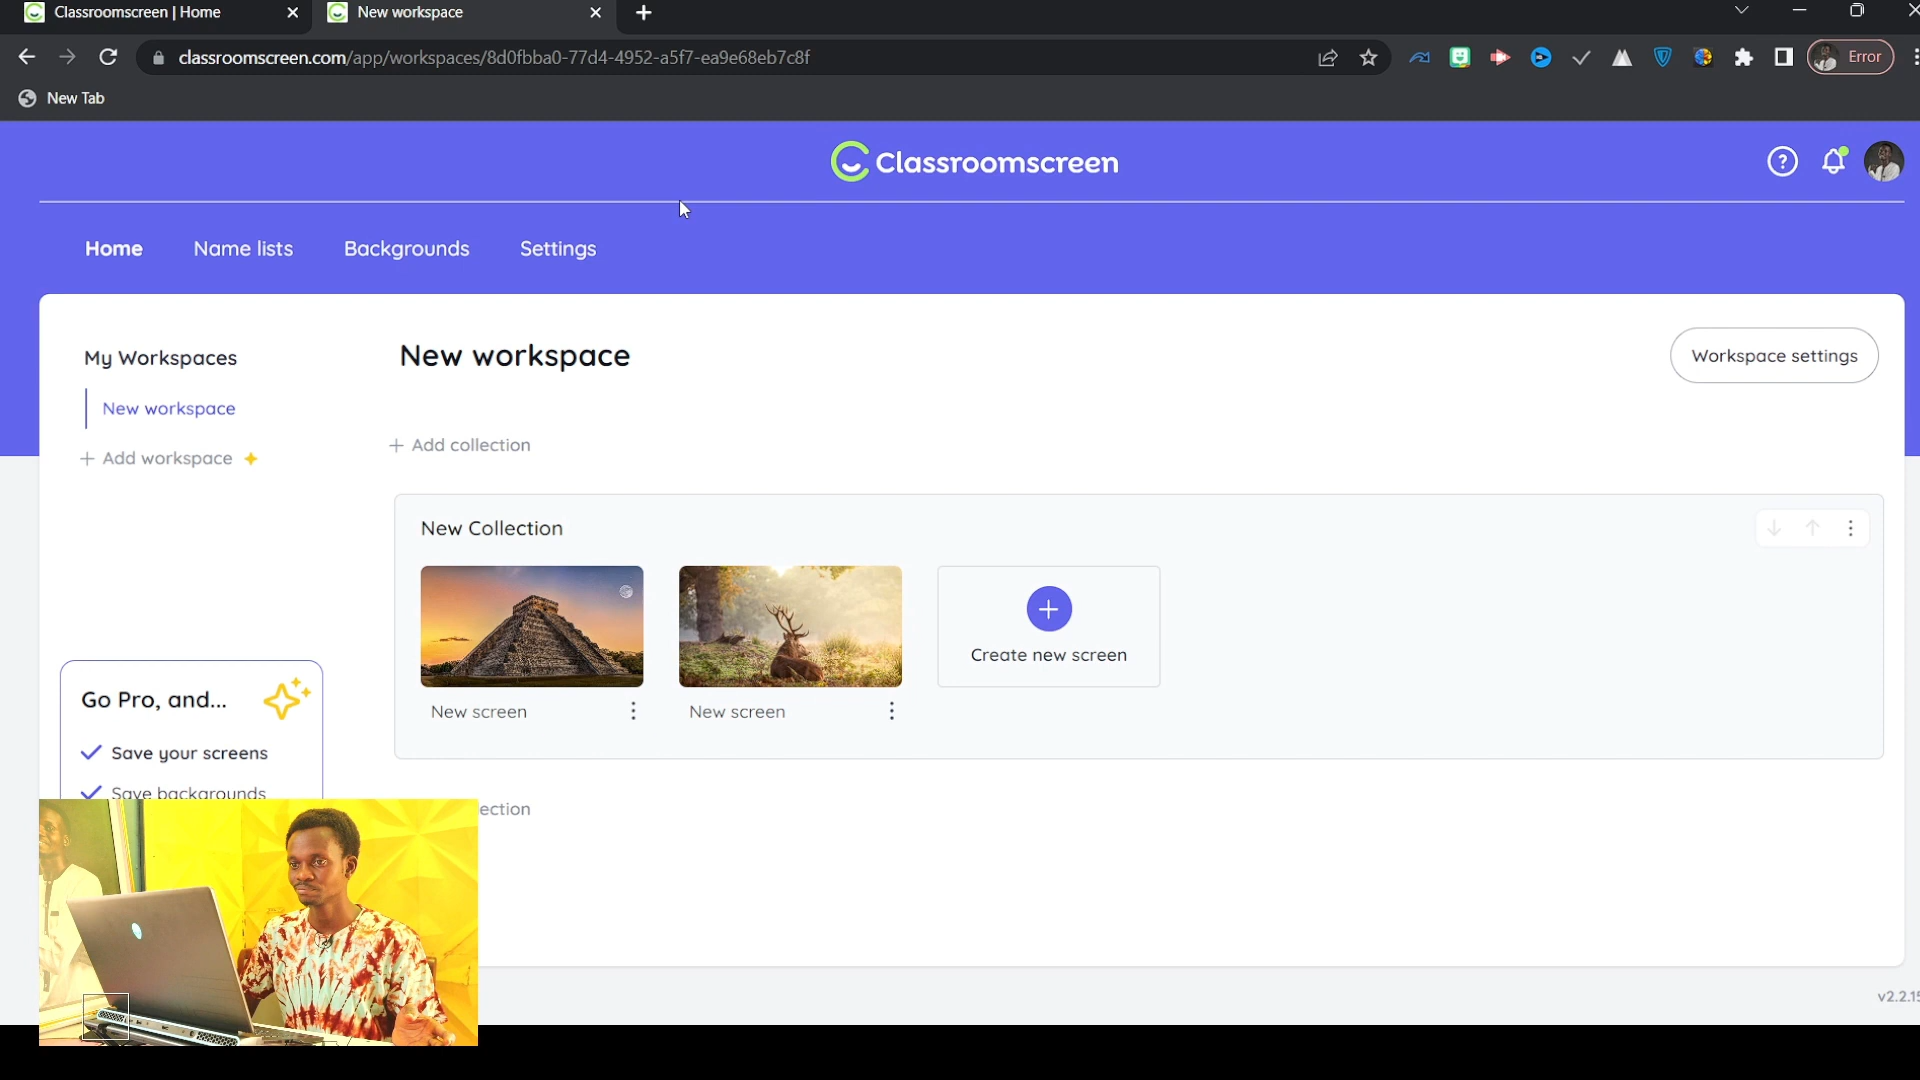 Classroomscreen | Home
New workspace
classroomscreen.com/app/workspaces/8d0fbba0-77d4-4952-a5f7-ea9e68eb7c8f
Error
New Tab
Classroomscreen
Home
Name lists
Backgrounds
Settings
My Workspaces
New workspace
Workspace settings
New workspace
+ Add workspace
+ Add collection
New Collection
Create new screen
New screen
New screen
Go Pro, and...
Save your screens
Save backgrounds
ection
v2.2.15